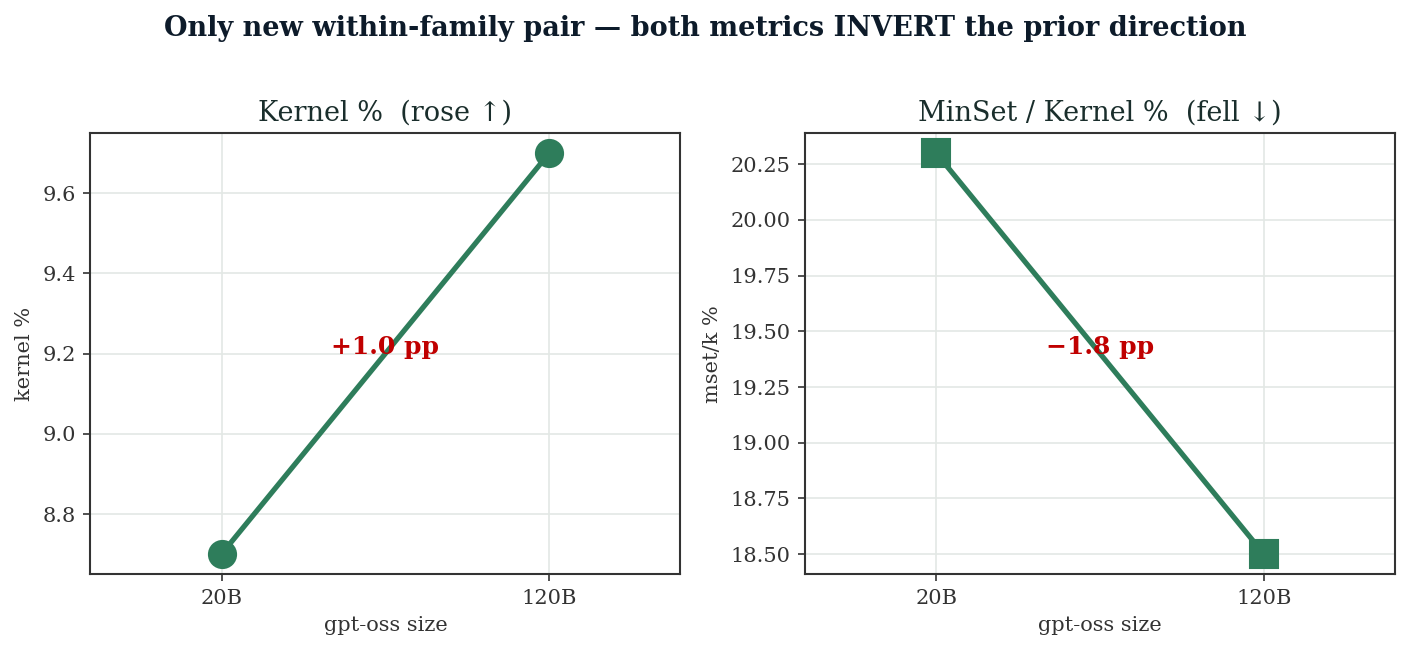 Only new within-family pair — both metrics INVERT the prior direction
Kernel %  (rose ↑)
kernel %
9.6
9.4
9.2
9.0
8.8
+1.0 pp
20B
120B
gpt-oss size
MinSet / Kernel %  (fell ↓)
mset/k %
20.25
20.00
19.75
19.50
19.25
19.00
18.75
18.50
−1.8 pp
20B
120B
gpt-oss size